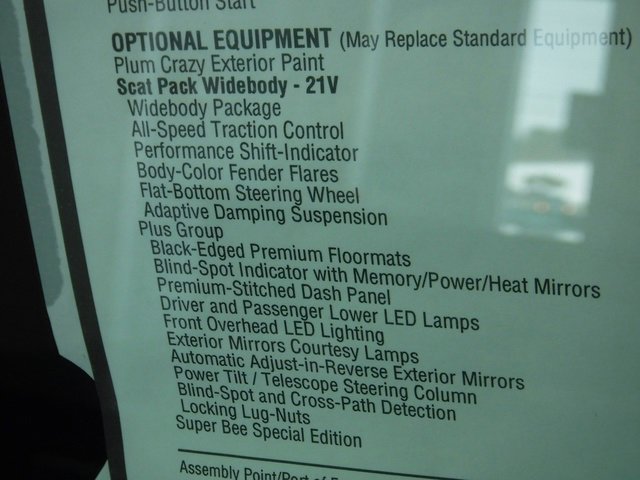 Push-Button Start
OPTIONAL EQUIPMENT (May Replace Standard Equipment)
Plum Crazy Exterior Paint
Scat Pack Widebody - 21V
Widebody Package
All-Speed Traction Control
Performance Shift-Indicator
Body-Color Fender Flares
Flat-Bottom Steering Wheel
Adaptive Damping Suspension
Plus Group
Black-Edged Premium Floormats
Blind-Spot Indicator with Memory/Power/Heat Mirrors
Premium-Stitched Dash Panel
Driver and Passenger Lower LED Lamps
Front Overhead LED Lighting
Exterior Mirrors Courtesy Lamps
Automatic Adjust-in-Reverse Exterior Mirrors
Power Tilt / Telescope Steering Column
Blind-Spot and Cross-Path Detection
Locking Lug-Nuts
Super Bee Special Edition
Assembly Point/Port of